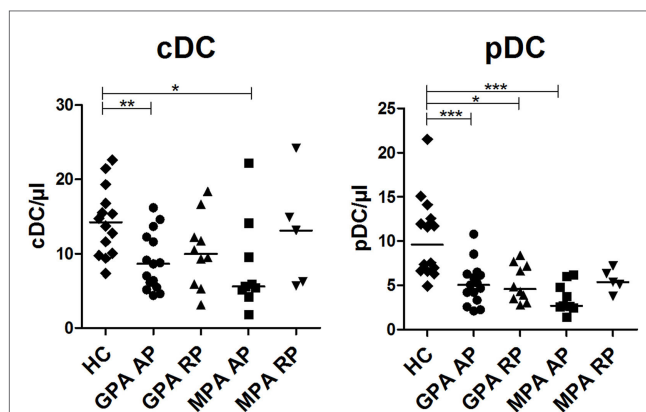 cDC
pDC
*
**
30
20
10
0
cDC/µl
HC
GPA AP
GPA RP
MPA AP
MPA RP
***
*
***
25
20
15
10
5
0
pDC/µl
HC
GPA AP
GPA RP
MPA AP
MPA RP